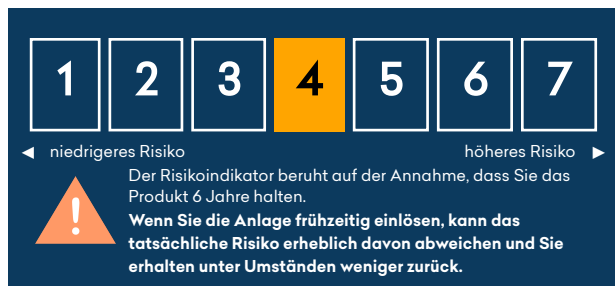 1 2 3 4 5 6 7
◄ niedrigeres Risiko höheres Risiko ►
Der Risikoindikator beruht auf der Annahme, dass Sie das
Produkt 6 Jahre halten.
Wenn Sie die Anlage frühzeitig einlösen, kann das
tatsächliche Risiko erheblich davon abweichen und Sie
erhalten unter Umständen weniger zurück.
!